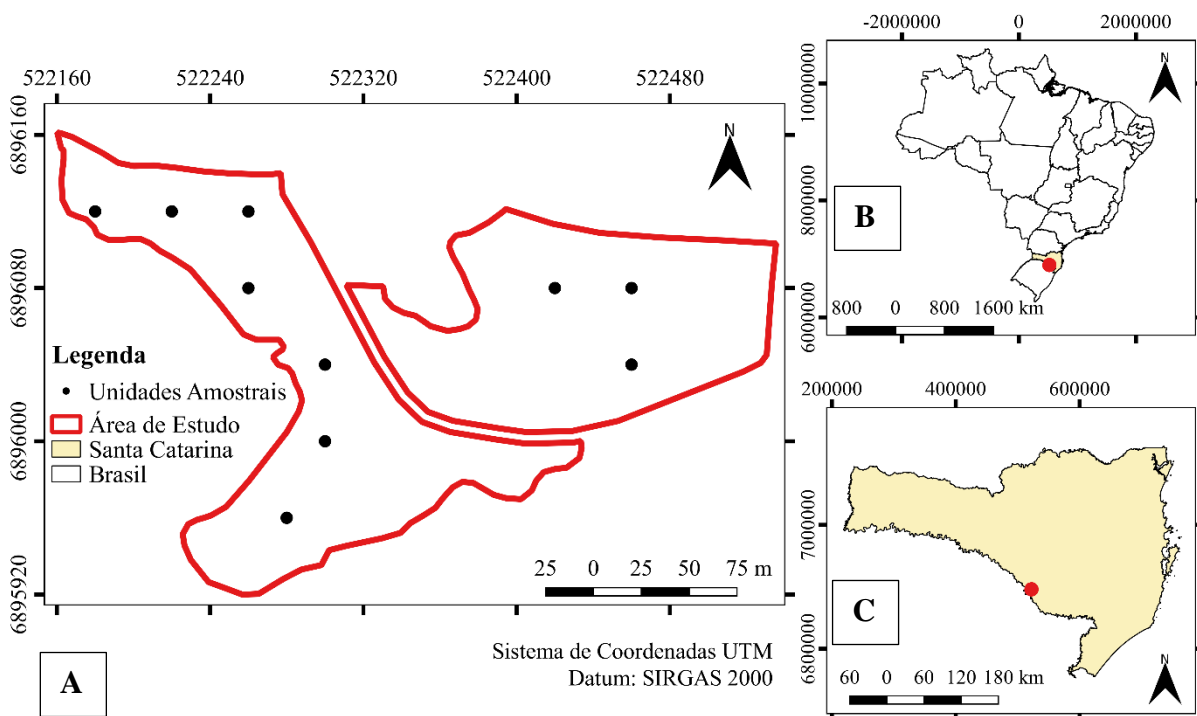 522160 522240 522320 522400 522480
6896160
6896080
6896000
6895920
N
Legenda
Unidades Amostrais
Área de Estudo
Santa Catarina
Brasil
25 0 25 50 75 m
Sistema de Coordenadas UTM
Datum: SIRGAS 2000
A
-2000000 0 2000000
10000000
8000000
6000000
N
B
800 0 800 1600 km
200000 4000000 6000000
7000000
6800000
C
60 0 60 120 180 km
N